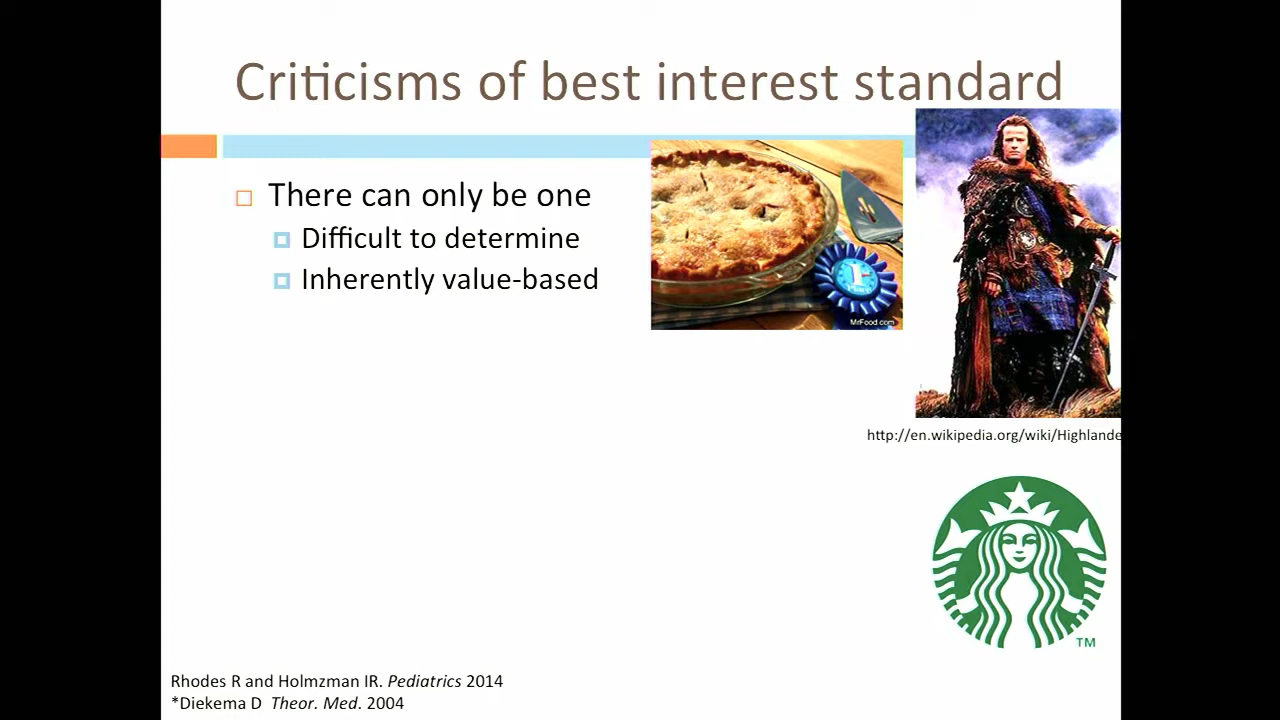 Criticisms of best interest standard
There can only be one
Difficult to determine
Inherently value-based
1st
MrFood.com
http://en.wikipedia.org/wiki/Highlande
TM
Rhodes R and Holmzman IR. Pediatrics 2014
*Diekema D Theor. Med. 2004